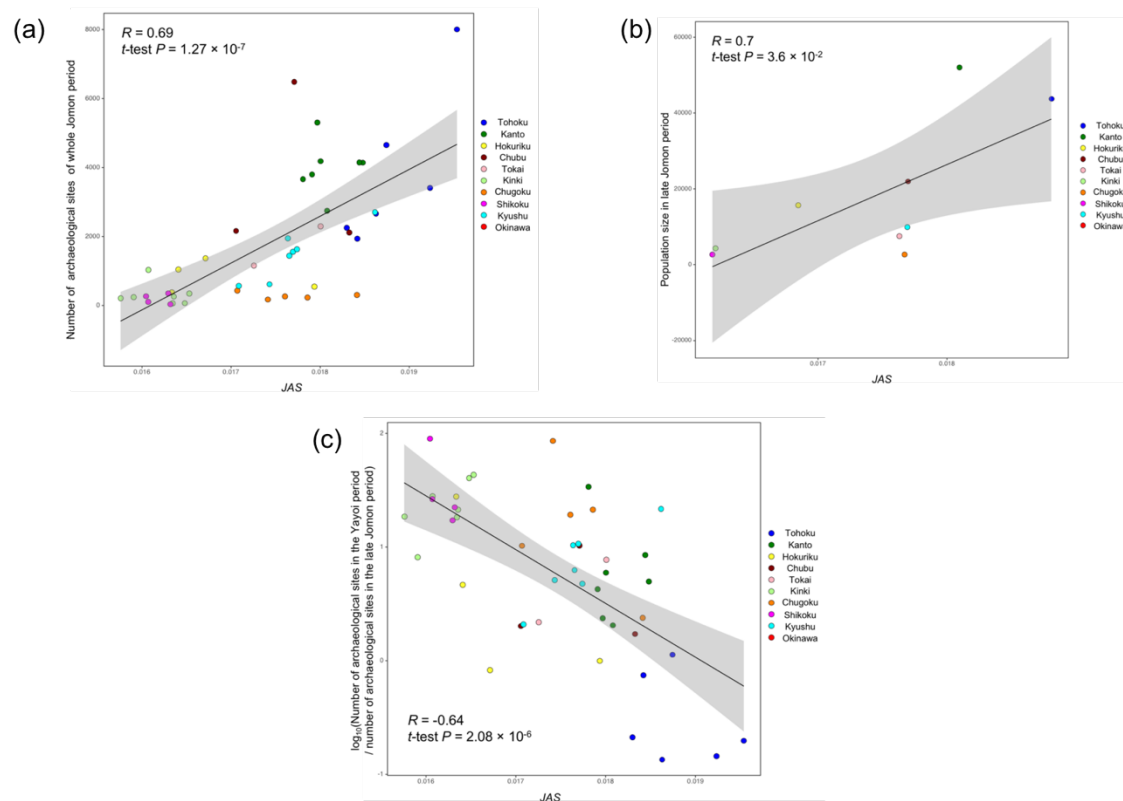 (a)
R = 0.69
t-test P = 1.27 × 10⁻⁷
Number of archaeological sites of whole Jomon period
8000
6000
4000
2000
0
0.016
0.017
0.018
0.019
JAS
Tohoku
Kanto
Hokuriku
Chubu
Tokai
Kinki
Chugoku
Shikoku
Kyushu
Okinawa
(b)
R = 0.7
t-test P = 3.6 × 10⁻²
Population size in late Jomon period
60000
40000
20000
0
-20000
0.017
0.018
JAS
Tohoku
Kanto
Hokuriku
Chubu
Tokai
Kinki
Chugoku
Shikoku
Kyushu
Okinawa
(c)
log₁₀(Number of archaeological sites in the Yayoi period
/ number of archaeological sites in the late Jomon period)
2
1
0
-1
R = -0.64
t-test P = 2.08 × 10⁻⁶
0.016
0.017
0.018
0.019
JAS
Tohoku
Kanto
Hokuriku
Chubu
Tokai
Kinki
Chugoku
Shikoku
Kyushu
Okinawa